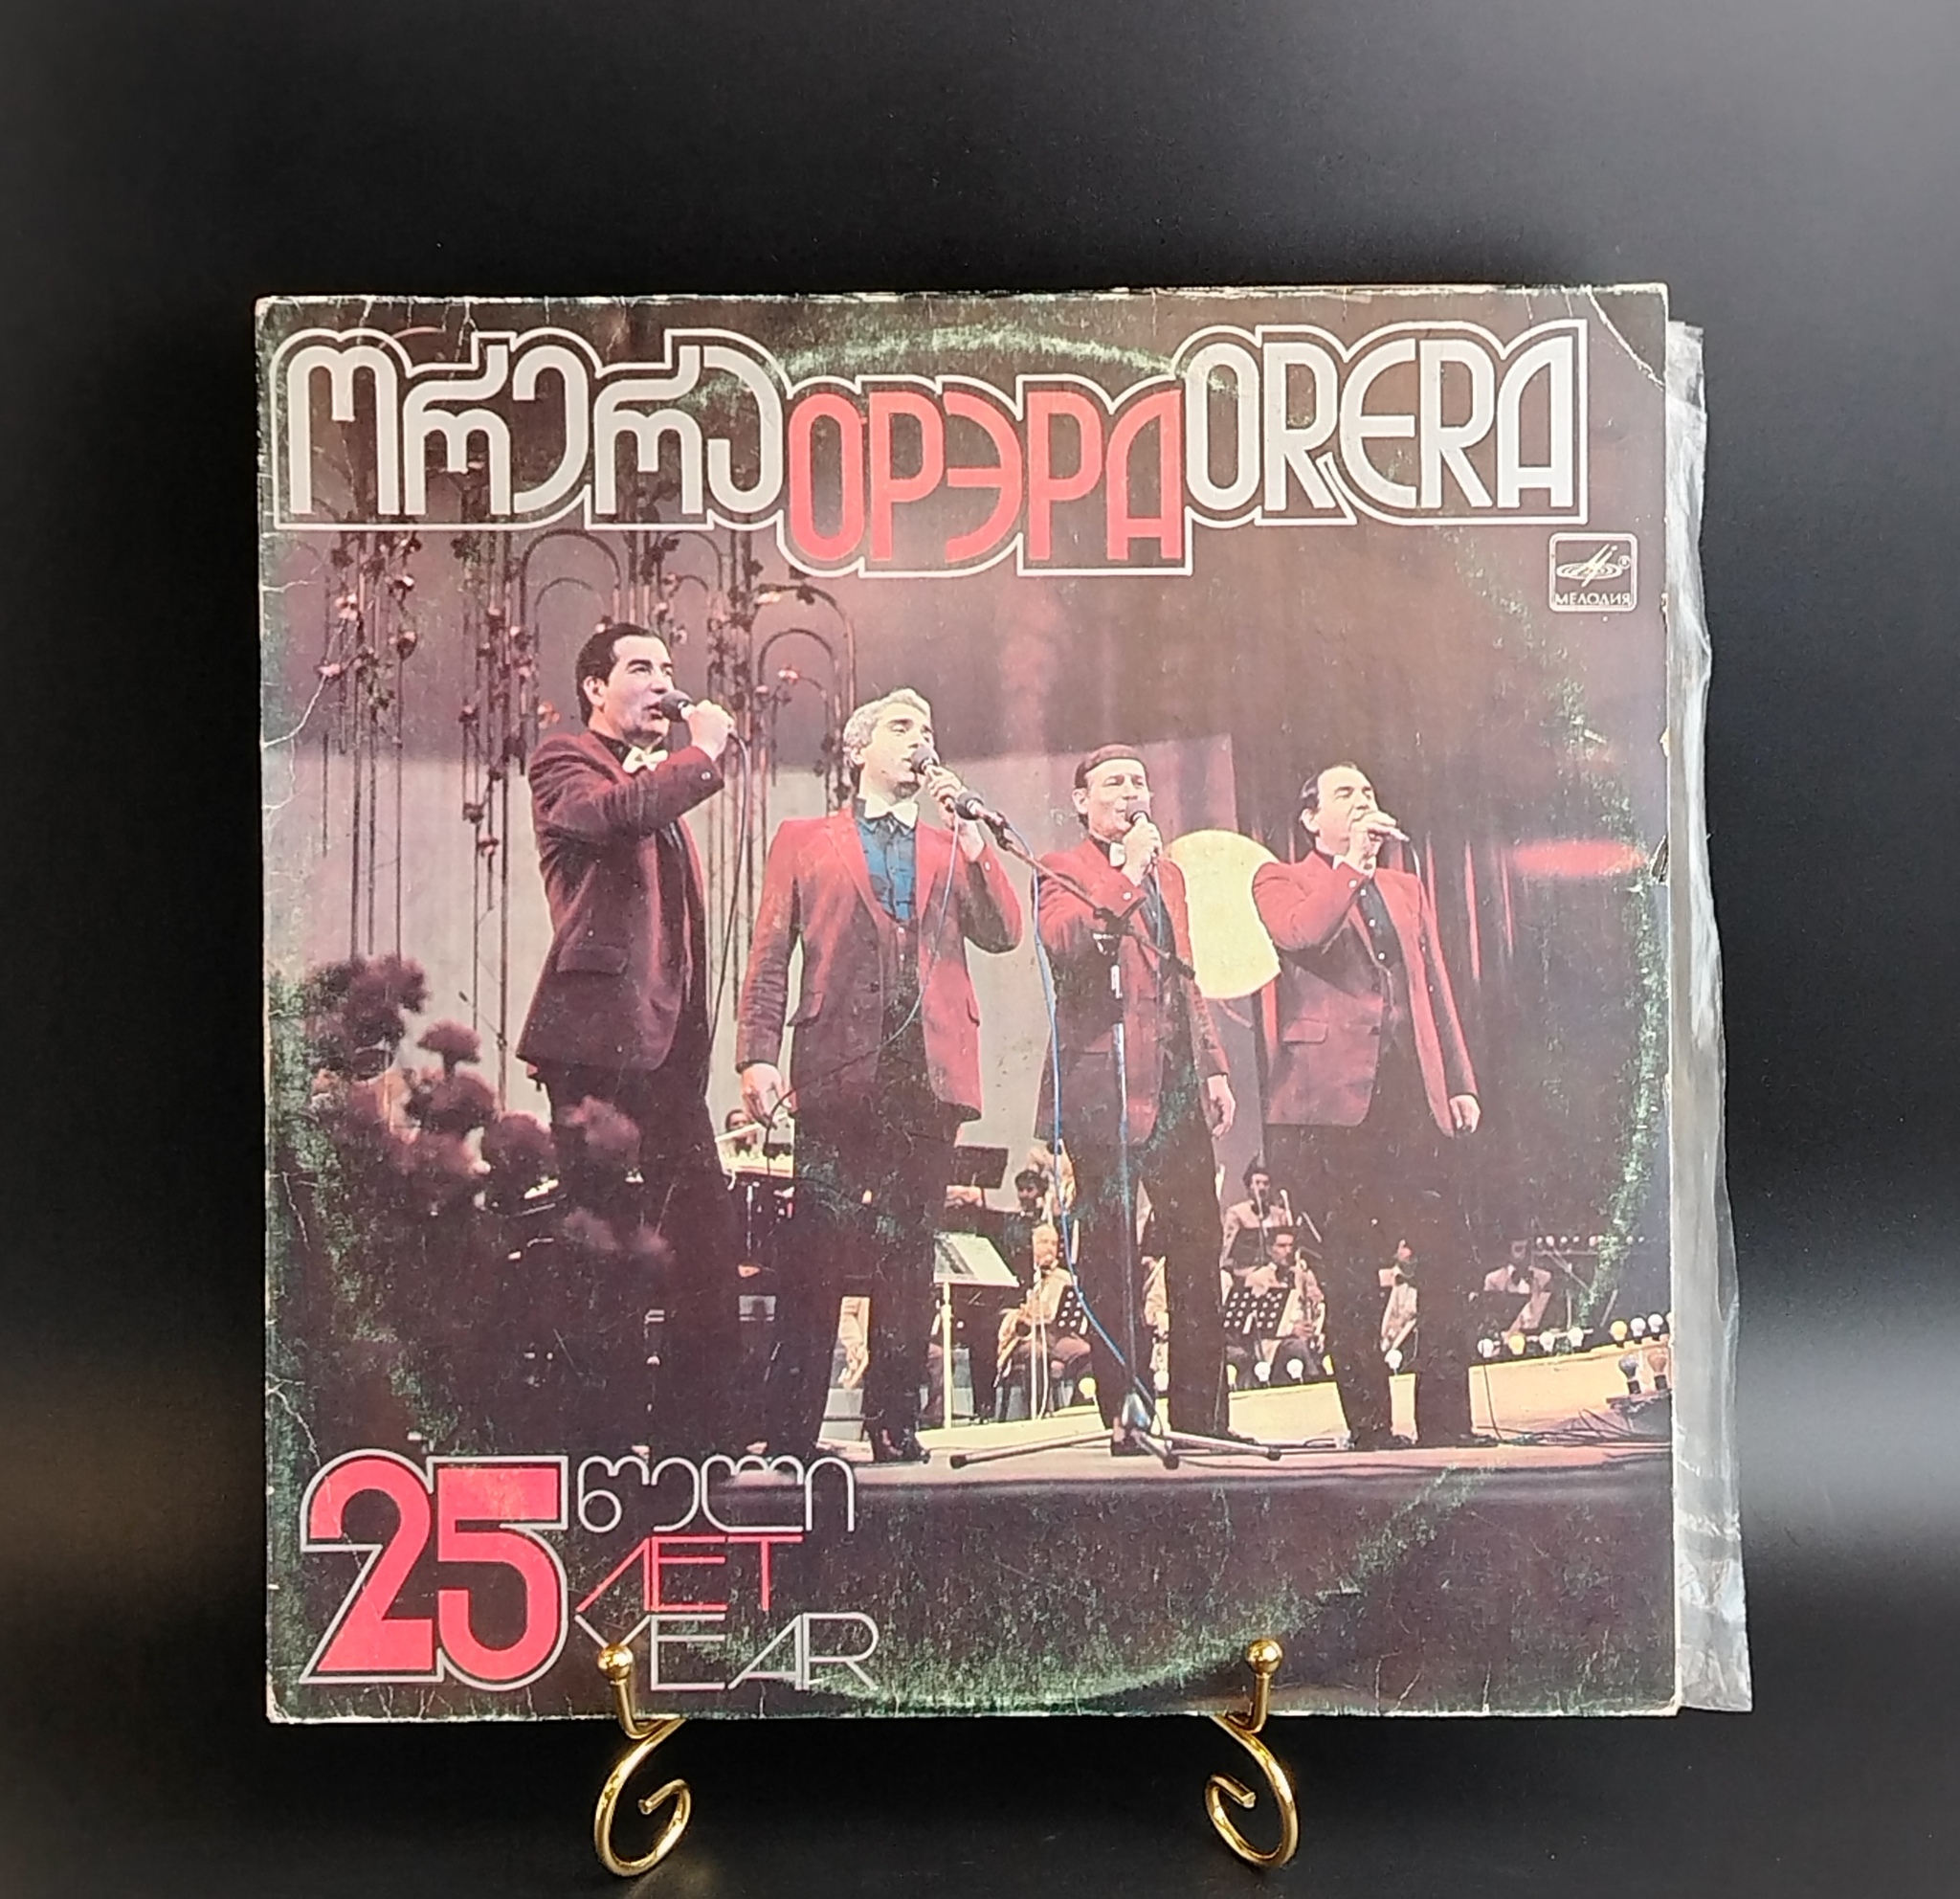 ორერა ОРЭРА ORERA
МЕЛОДИЯ
25 წელი
ЛЕТ
YEAR